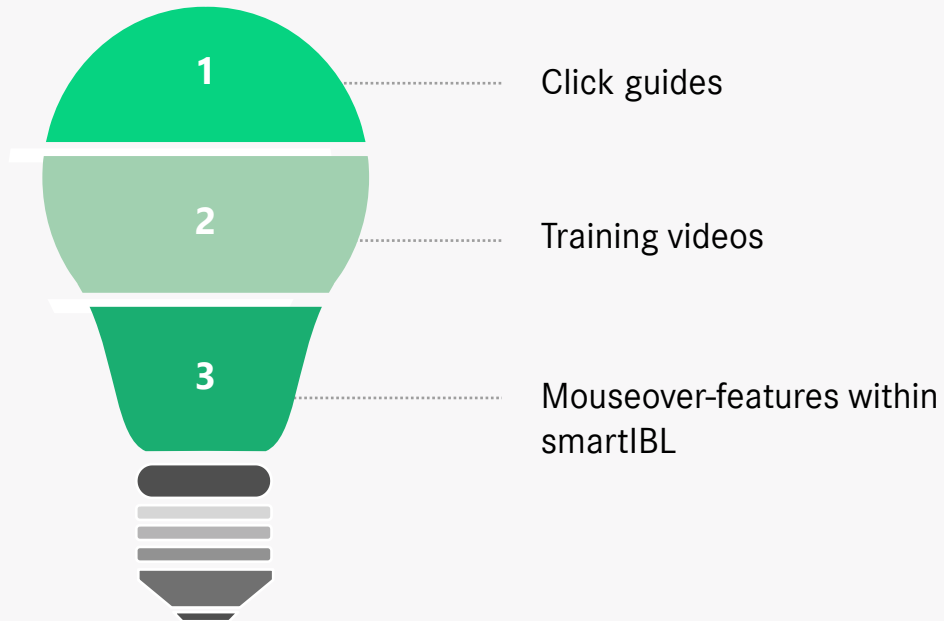 1
Click guides
2
Training videos
3
Mouseover-features within
smartIBL